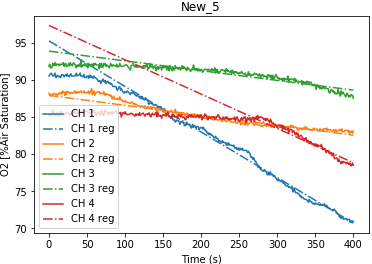 New_5
O2 [%Air Saturation]
95
90
85
80
75
70
CH 1
CH 1 reg
CH 2
CH 2 reg
CH 3
CH 3 reg
CH 4
CH 4 reg
0 50 100 150 200 250 300 350 400
Time (s)